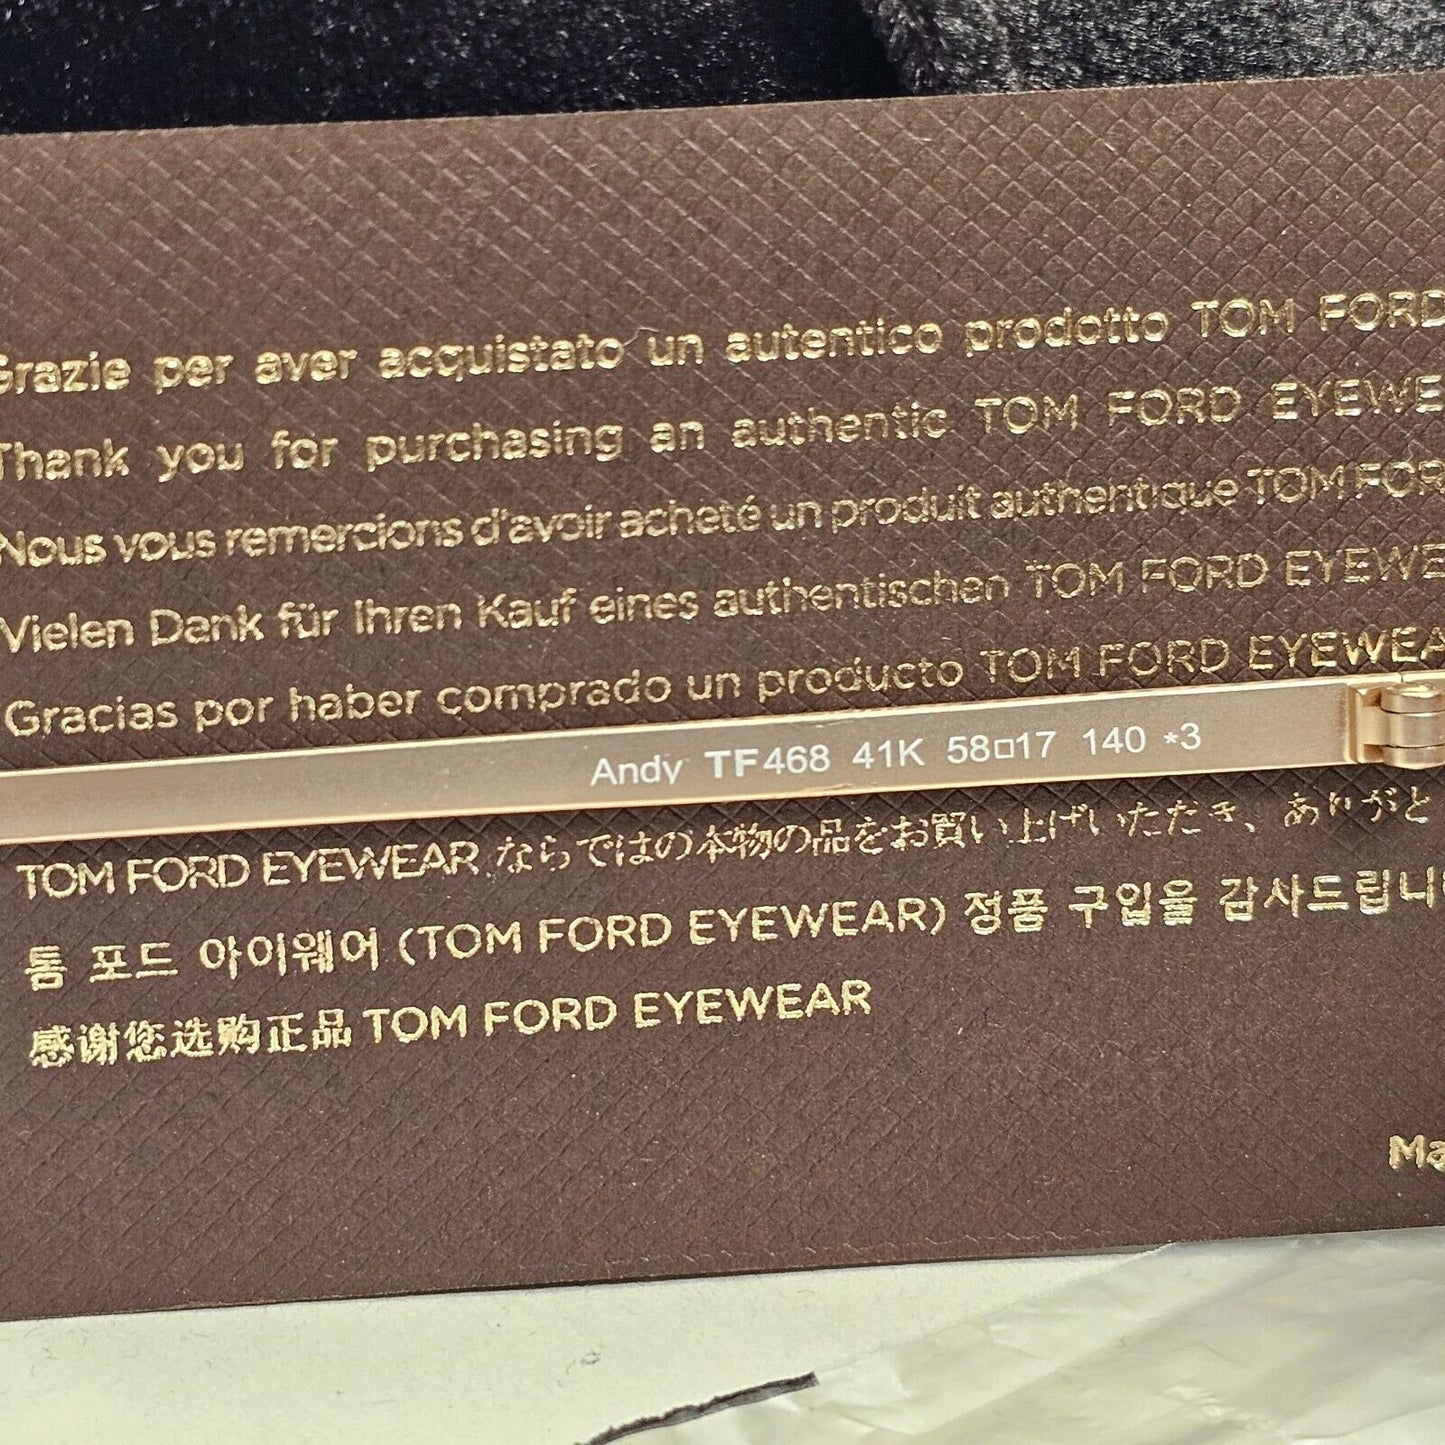 Grazie per aver acquistato un autentico prodotto TOM FORD
Thank you for purchasing an authentic TOM FORD EYEWE
Nous vous remercions d'avoir acheté un produit authentique TOM FOR
Vielen Dank für Ihren Kauf eines authentischen TOM FORD EYEWE
Gracias por haber comprado un producto TOM FORD EYEWEA
Andy TF468 41K 58□17 140 *3
TOM FORD EYEWEAR ならではの本物の品をお買い上げいただき、ありがと
톰 포드 아이웨어 (TOM FORD EYEWEAR) 정품 구입을 감사드립니
感谢您选购正品 TOM FORD EYEWEAR
Ma